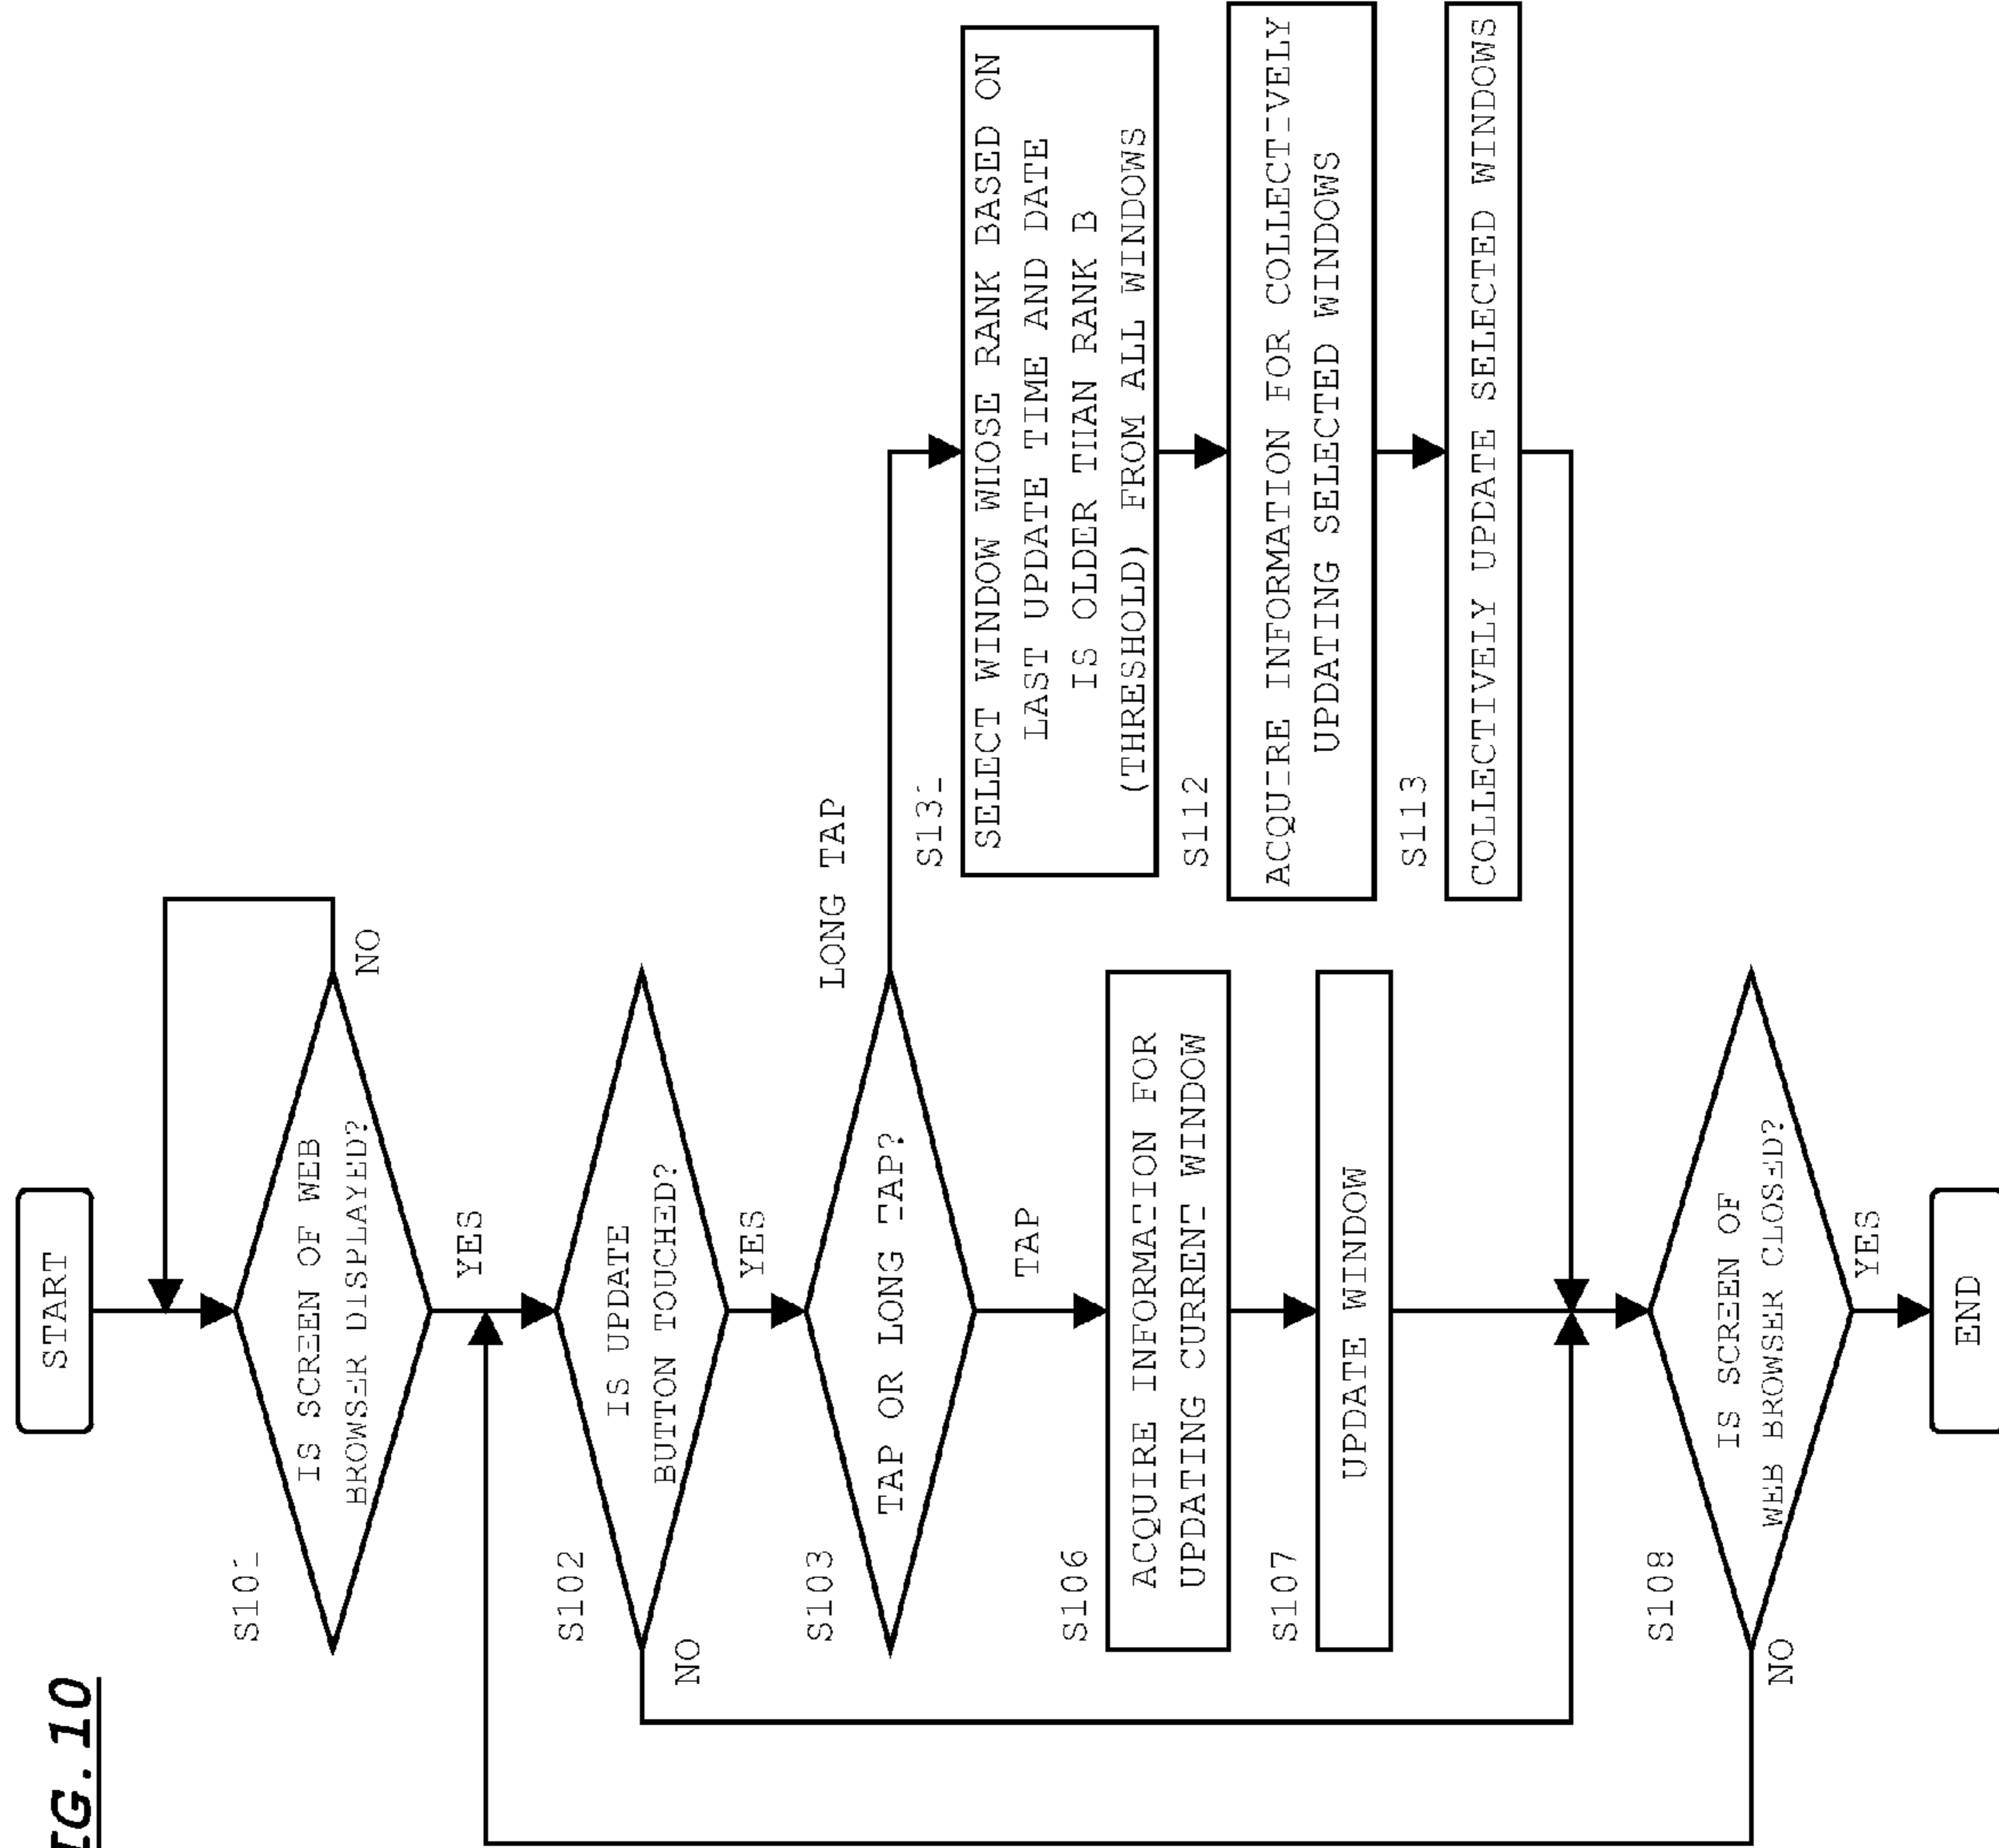 IG.10
START
S101
IS SCREEN OF WEB
BROWSER DISPLAYED?
NO
YES
S102
IS UPDATE
BUTTON TOUCHED?
NO
YES
S103
TAP OR LONG TAP?
LONG TAP
TAP
S106
ACQUIRE INFORMATION FOR
UPDATING CURRENT WINDOW
S107
UPDATE WINDOW
S131
SELECT WINDOW WHOSE RANK BASED ON
LAST UPDATE TIME AND DATE
IS OLDER THAN RANK B
(THRESHOLD) FROM ALL WINDOWS
S112
ACQUIRE INFORMATION FOR COLLECTIVELY
UPDATING SELECTED WINDOWS
S113
COLLECTIVELY UPDATE SELECTED WINDOWS
S108
IS SCREEN OF
WEB BROWSER CLOSED?
NO
YES
END